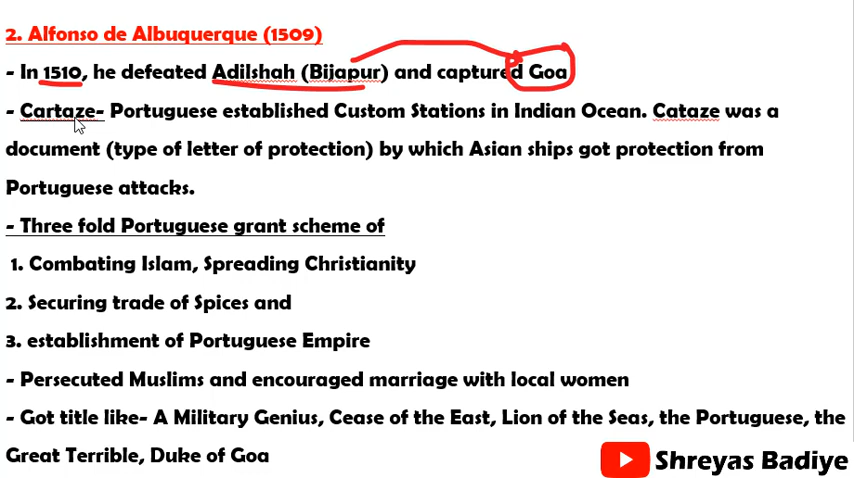 2. Alfonso de Albuquerque (1509)
- In 1510, he defeated Adilshah (Bijapur) and captured Goa
- Cartaze- Portuguese established Custom Stations in Indian Ocean. Cataze was a
document (type of letter of protection) by which Asian ships got protection from
Portuguese attacks.
- Three fold Portuguese grant scheme of
1. Combating Islam, Spreading Christianity
2. Securing trade of Spices and
3. establishment of Portuguese Empire
- Persecuted Muslims and encouraged marriage with local women
- Got title like- A Military Genius, Cease of the East, Lion of the Seas, the Portuguese, the
Great Terrible, Duke of Goa
Shreyas Badiye